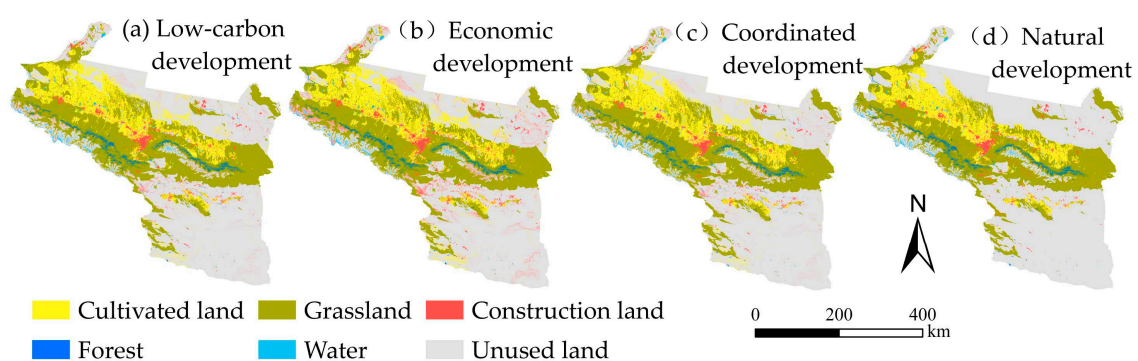 (a) Low-carbon
development
(b) Economic
development
（c） Coordinated
development
（d） Natural
development
N
Cultivated land
Grassland
Construction land
Forest
Water
Unused land
0 200 400
km